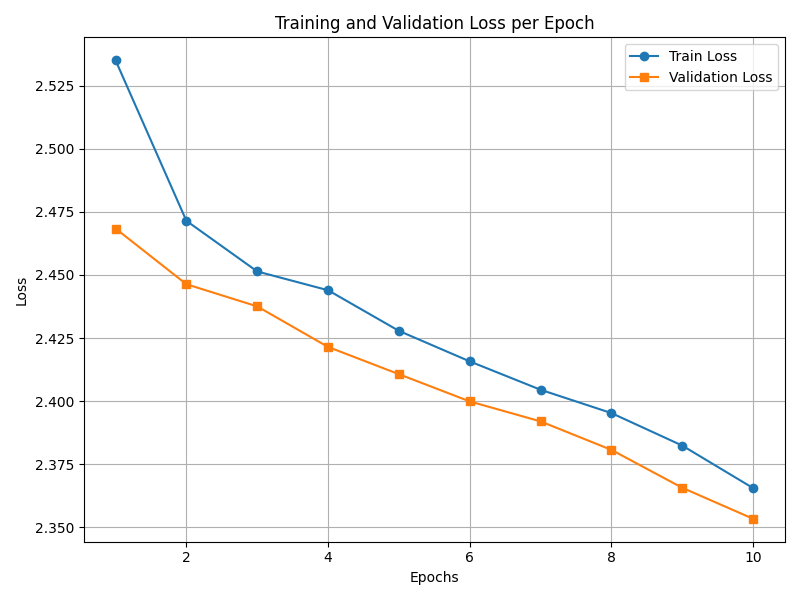 Training and Validation Loss per Epoch
Train Loss
Validation Loss
2.525
2.500
2.475
2.450
2.425
2.400
2.375
2.350
Loss
2 4 6 8 10
Epochs